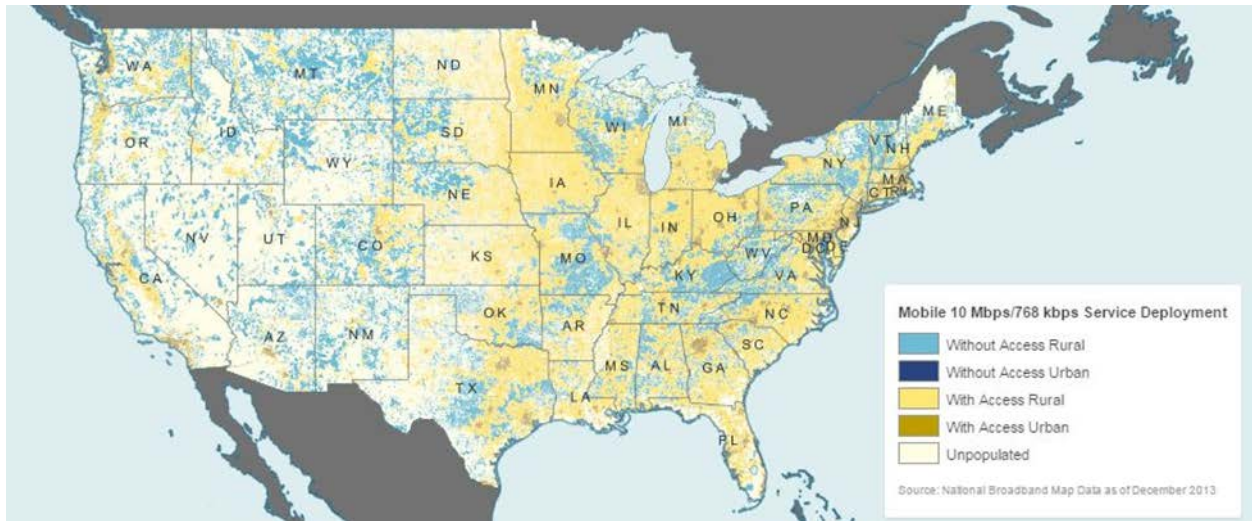 WA
MT
ND
MN
ME
OR
ID
SD
WI
MI
VT
NH
WY
NY
MA
CT
RI
NE
IA
PA
NV
UT
CO
IL
IN
OH
NJ
MD
DE
DC
CA
KS
MO
WV
VA
KY
AZ
NM
OK
AR
TN
NC
SC
TX
MS
AL
GA
LA
FL
Mobile 10 Mbps/768 kbps Service Deployment
Without Access Rural
Without Access Urban
With Access Rural
With Access Urban
Unpopulated
Source: National Broadband Map Data as of December 2013